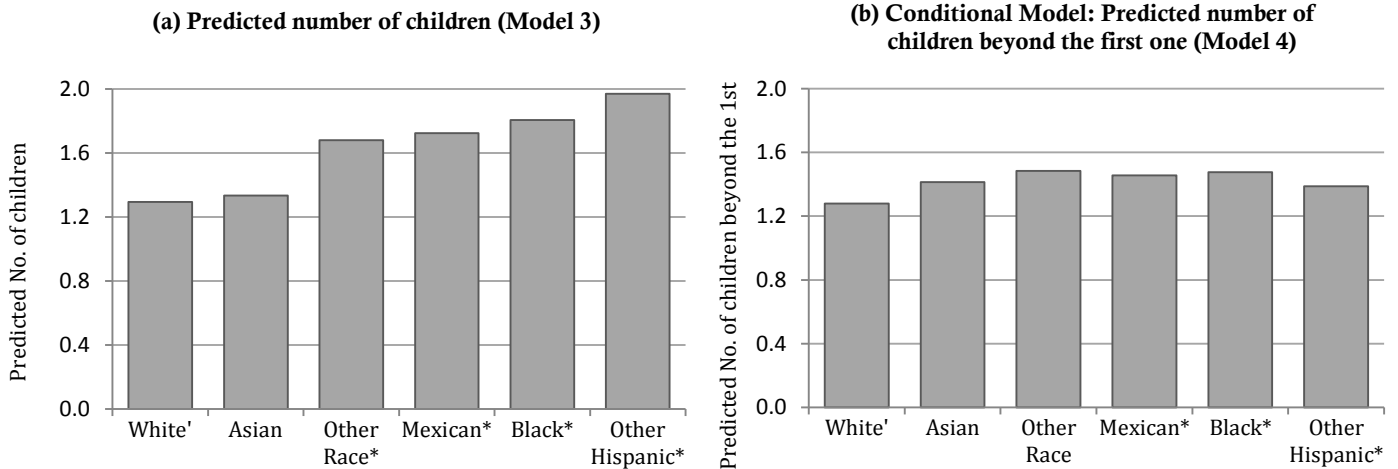 (a) Predicted number of children (Model 3)
Predicted No. of children
2.0
1.6
1.2
0.8
0.4
0.0
White'
Asian
Other
Race*
Mexican*
Black*
Other
Hispanic*
(b) Conditional Model: Predicted number of
children beyond the first one (Model 4)
Predicted No. of children beyond the 1st
2.0
1.6
1.2
0.8
0.4
0.0
White'
Asian
Other
Race
Mexican*
Black*
Other
Hispanic*